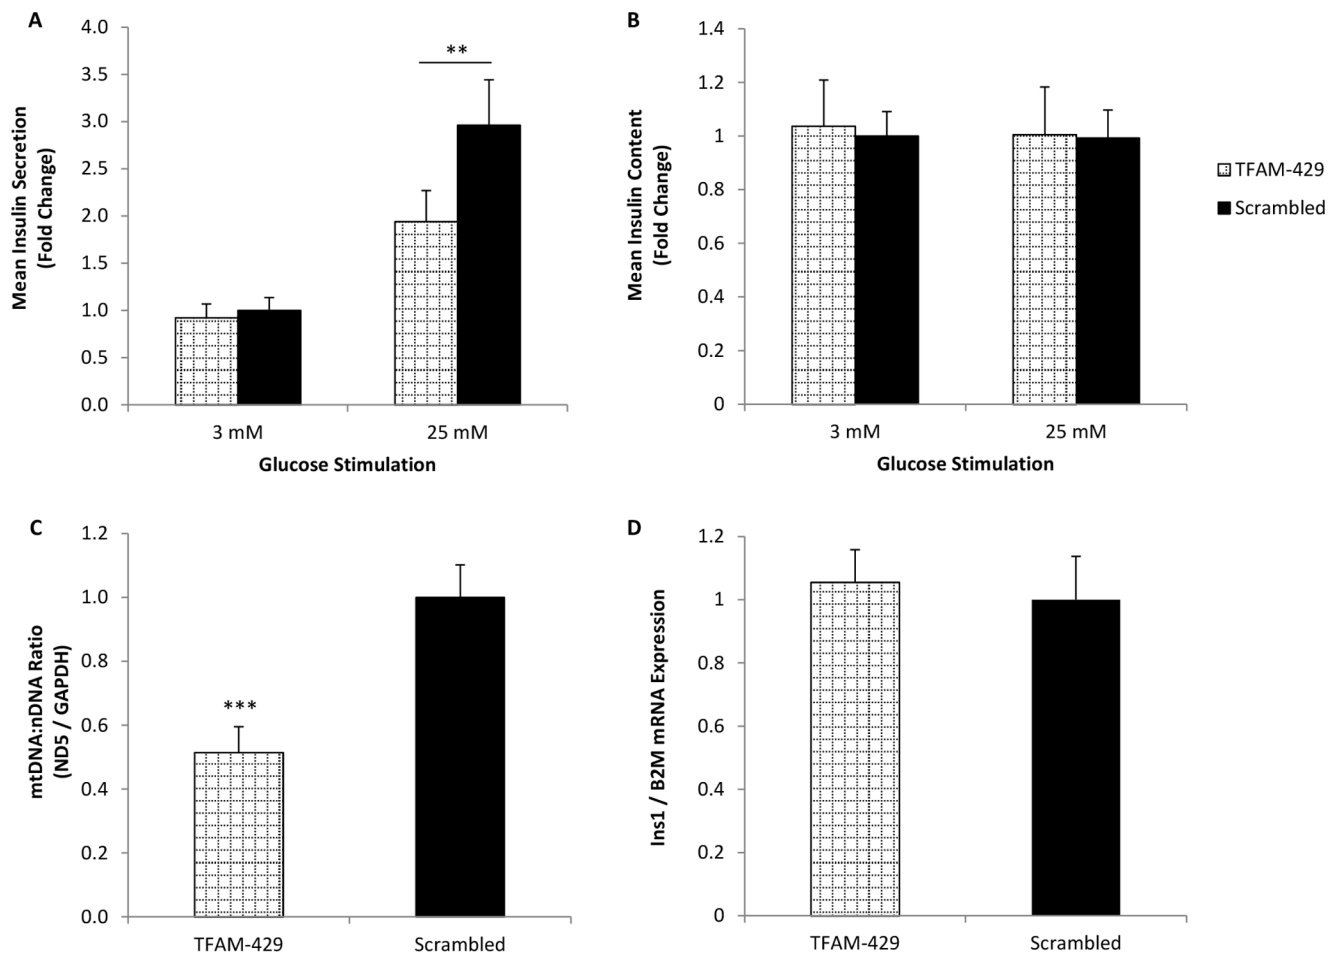 A
4.0
3.5
3.0
2.5
2.0
1.5
1.0
0.5
0.0
Mean Insulin Secretion
(Fold Change)
**
3 mM
25 mM
Glucose Stimulation
B
1.4
1.2
1
0.8
0.6
0.4
0.2
0
Mean Insulin Content
(Fold Change)
3 mM
25 mM
Glucose Stimulation
TFAM-429
Scrambled
C
1.2
1.0
0.8
0.6
0.4
0.2
0.0
mtDNA:nDNA Ratio
(ND5 / GAPDH)
***
TFAM-429
Scrambled
D
1.2
1
0.8
0.6
0.4
0.2
0
Ins1 / B2M mRNA Expression
TFAM-429
Scrambled